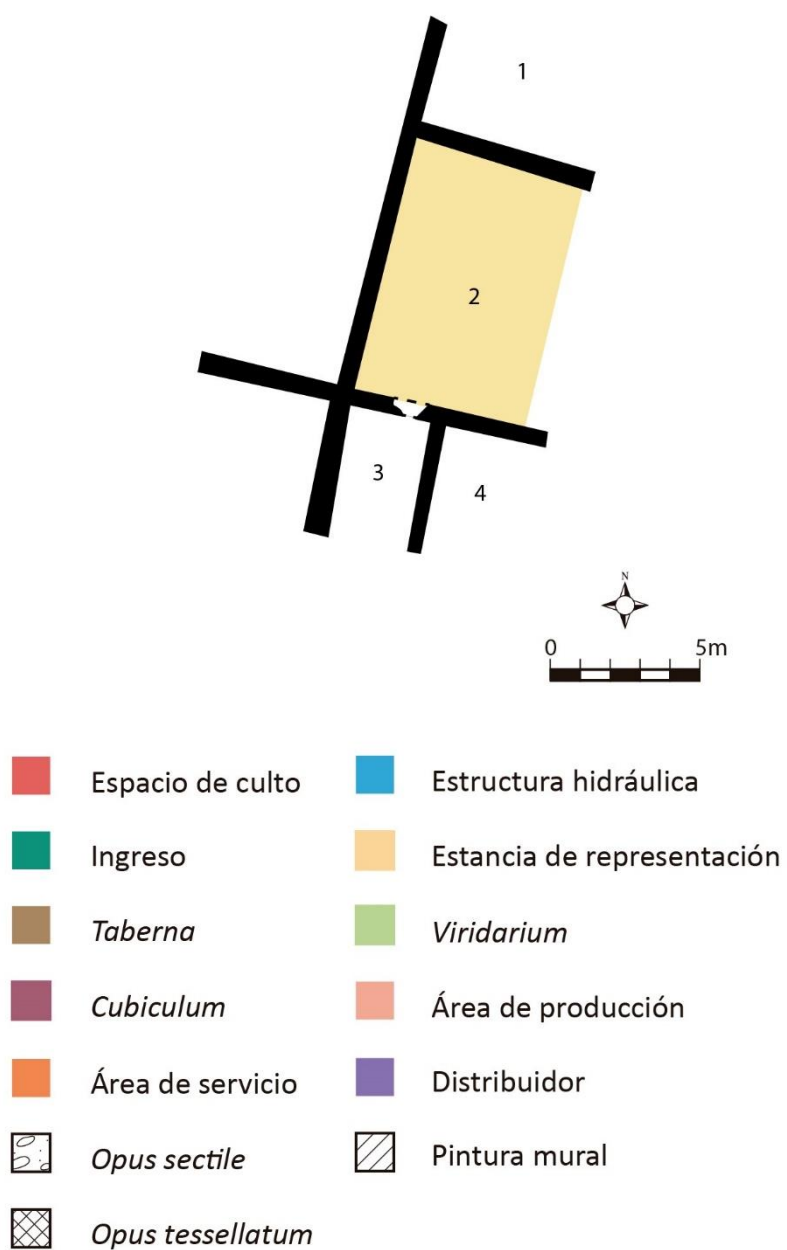 1
2
3
4
N
0 5m
Espacio de culto
Estructura hidráulica
Ingreso
Estancia de representación
Taberna
Viridarium
Cubiculum
Área de producción
Área de servicio
Distribuidor
Opus sectile
Pintura mural
Opus tessellatum